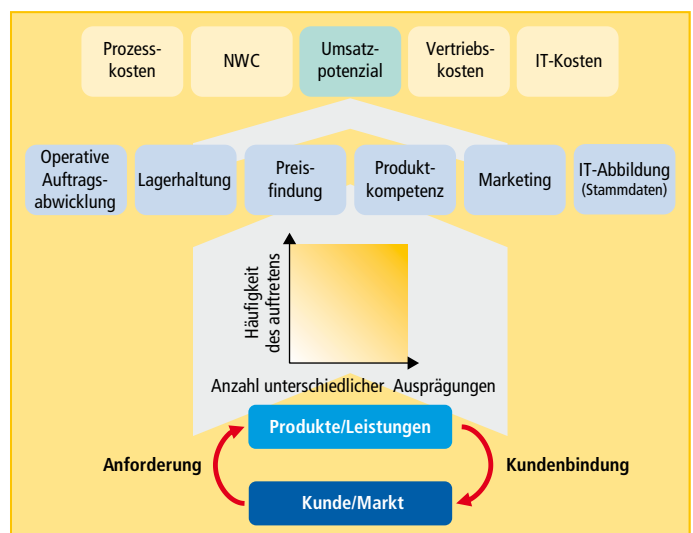 Prozess-
kosten
NWC
Umsatz-
potenzial
Vertriebs-
kosten
IT-Kosten
Operative
Auftrags-
abwicklung
Lagerhaltung
Preis-
findung
Produkt-
kompetenz
Marketing
IT-Abbildung
(Stammdaten)
Häufigkeit
des auftretens
Anzahl unterschiedlicher Ausprägungen
Produkte/Leistungen
Anforderung
Kundenbindung
Kunde/Markt